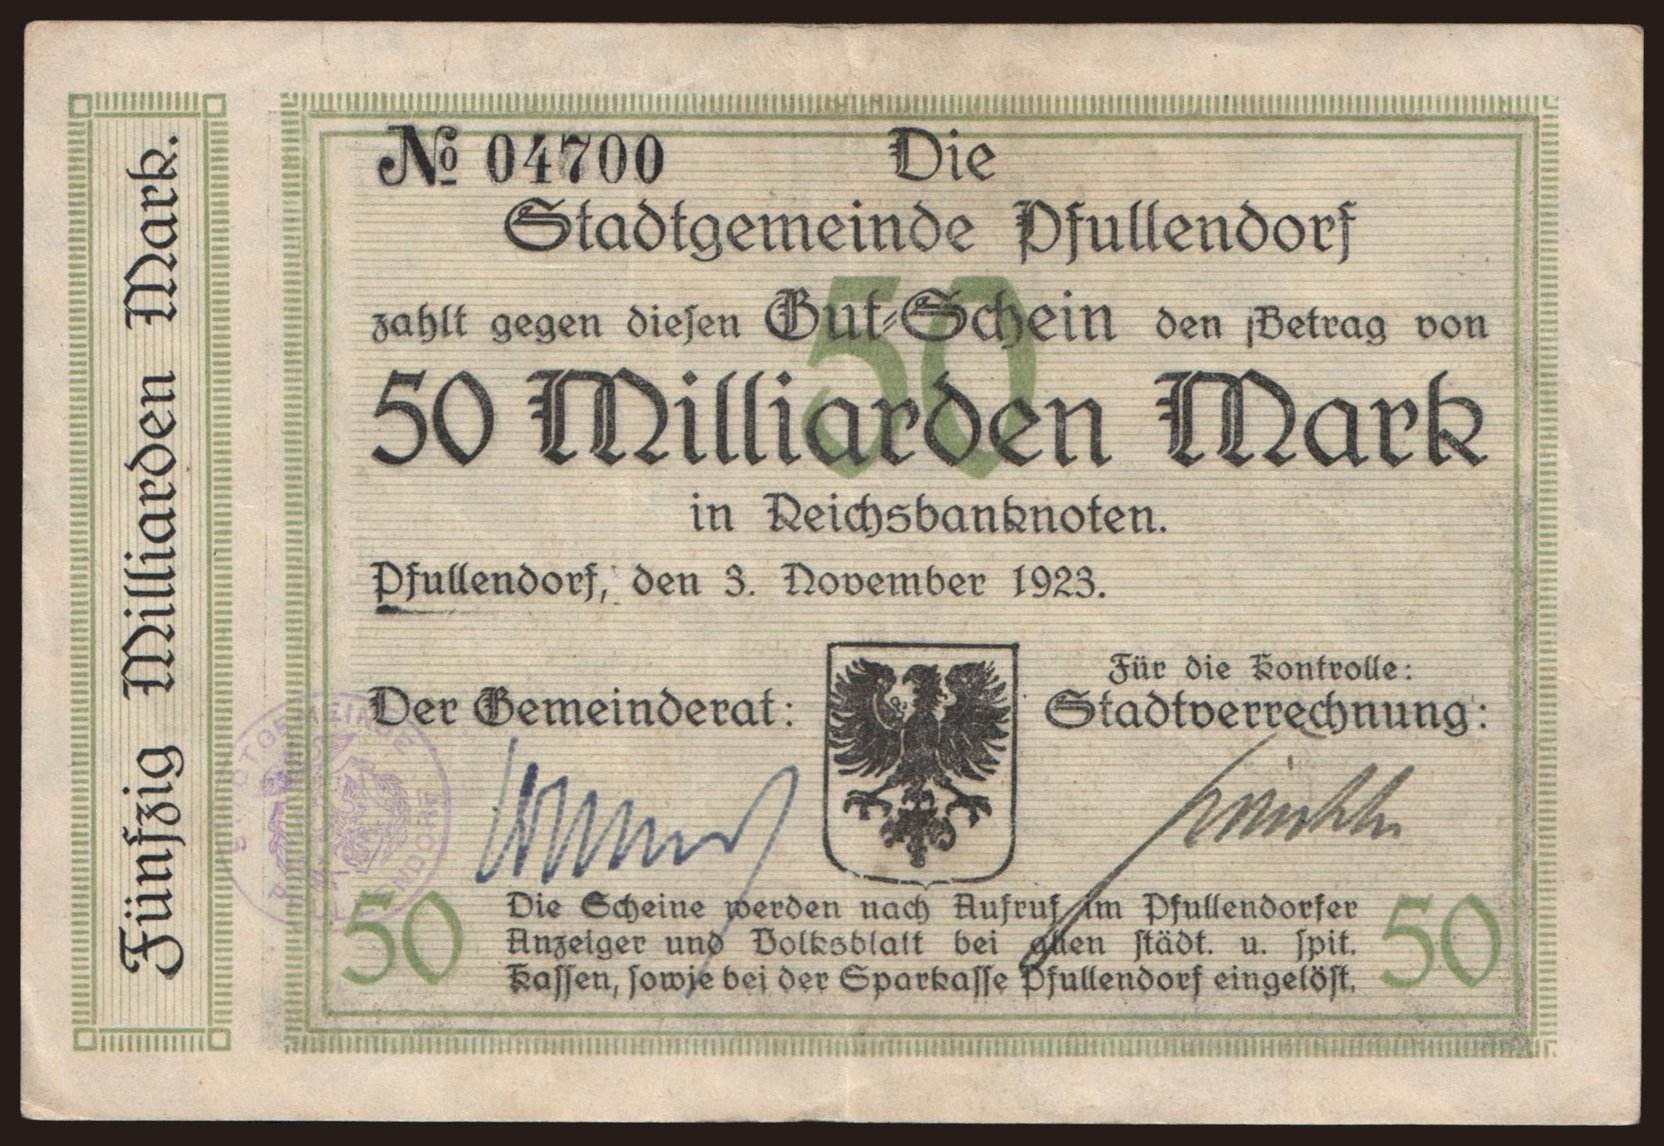 Fünfzig Milliarden Mark.
№ 04700
Die
Stadtgemeinde Pfullendorf
zahlt gegen diesen Gut-Schein den Betrag von
50
50 Milliarden Mark
in Reichsbanknoten.
Pfullendorf, den 3. November 1923.
Der Gemeinderat:
Für die Kontrolle:
Stadtverrechnung:
STADTGEMEINDE PFULLENDORF
50
Die Scheine werden nach Aufruf im Pfullendorfer
Anzeiger und Volksblatt bei allen städt. u. spit.
Kassen, sowie bei der Sparkasse Pfullendorf eingelöst.
50